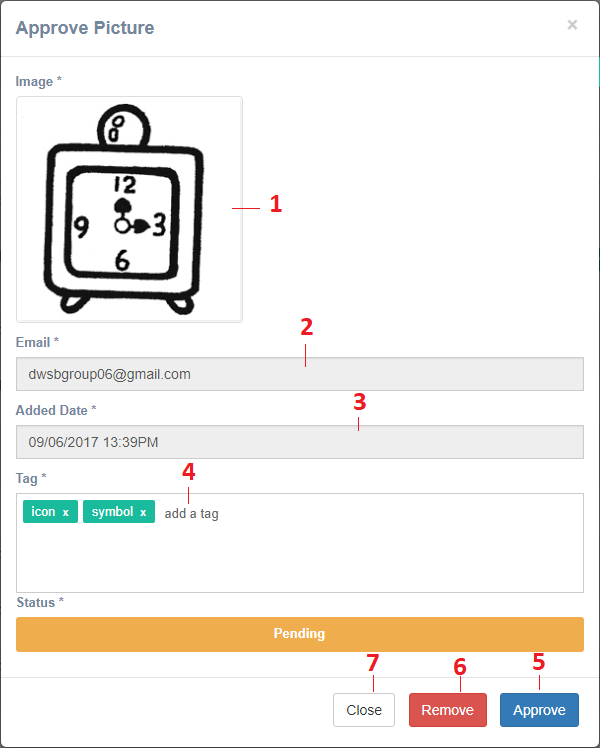 Approve Picture ×
Image *
12
9 3
6
1
Email *
2
dwsbgroup06@gmail.com
Added Date *
3
09/06/2017 13:39PM
Tag *
4
icon x symbol x add a tag
Status *
Pending
7 6 5
Close Remove Approve